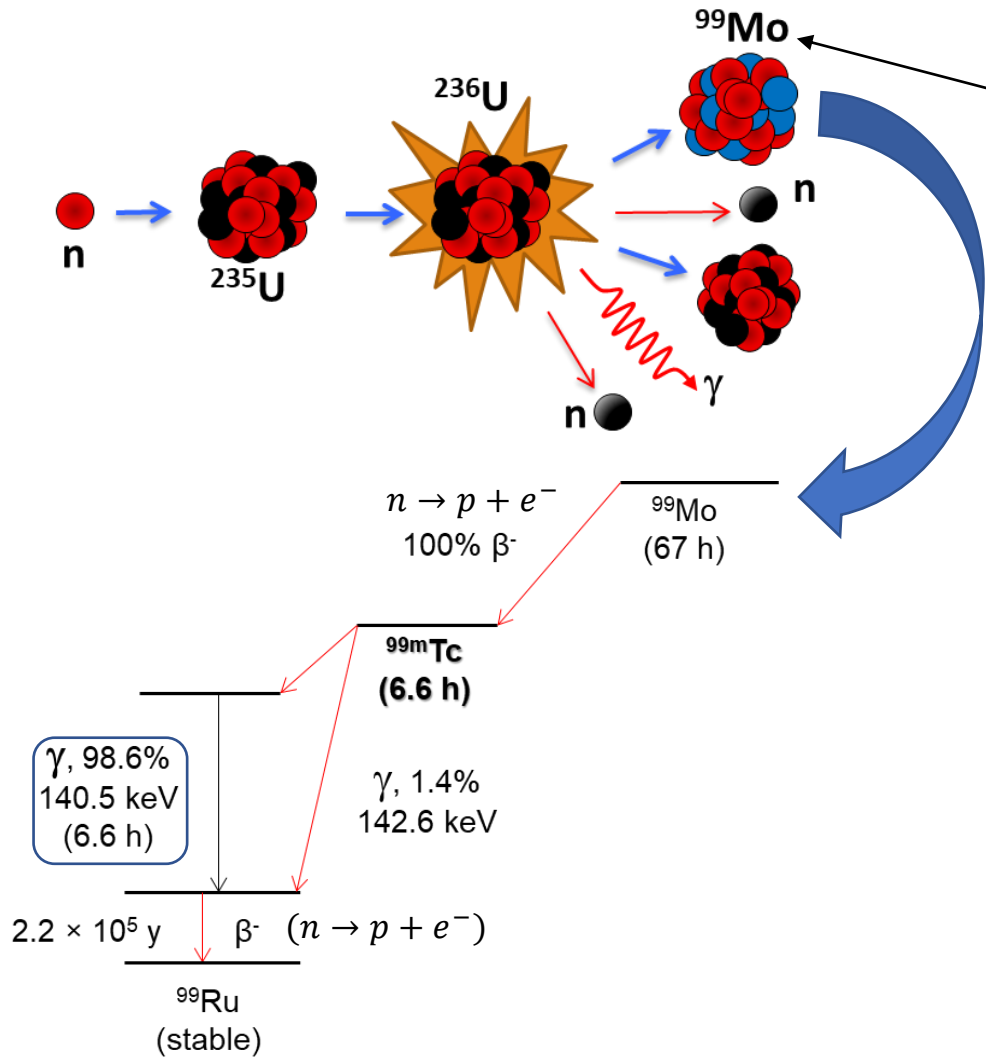 ⁹⁹Mo
²³⁶U
n
n
²³⁵U
γ
n
n → p + e⁻
100% β⁻
⁹⁹Mo
(67 h)
⁹⁹ᵐTc
(6.6 h)
γ, 98.6%
140.5 keV
(6.6 h)
γ, 1.4%
142.6 keV
2.2 × 10⁵ y β⁻ (n → p + e⁻)
⁹⁹Ru
(stable)